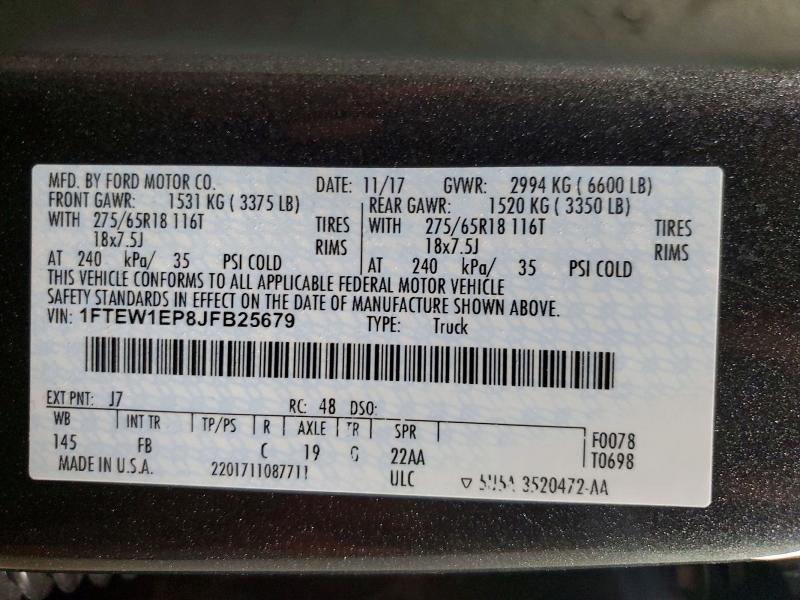 MFD. BY FORD MOTOR CO. DATE: 11/17 GVWR: 2994 KG ( 6600 LB)
FRONT GAWR: 1531 KG ( 3375 LB) REAR GAWR: 1520 KG ( 3350 LB)
WITH 275/65R18 116T TIRES WITH 275/65R18 116T TIRES
18x7.5J RIMS 18x7.5J RIMS
AT 240 kPa/ 35 PSI COLD AT 240 kPa/ 35 PSI COLD
THIS VEHICLE CONFORMS TO ALL APPLICABLE FEDERAL MOTOR VEHICLE
SAFETY STANDARDS IN EFFECT ON THE DATE OF MANUFACTURE SHOWN ABOVE.
VIN: 1FTEW1EP8JFB25679 TYPE: Truck
EXT PNT: J7 RC: 48 DSO:
WB INT TR TP/PS R AXLE TR SPR F0078
145 FB C 19 G 22AA T0698
MADE IN U.S.A. 2201711087711 ULC 3520472-AA